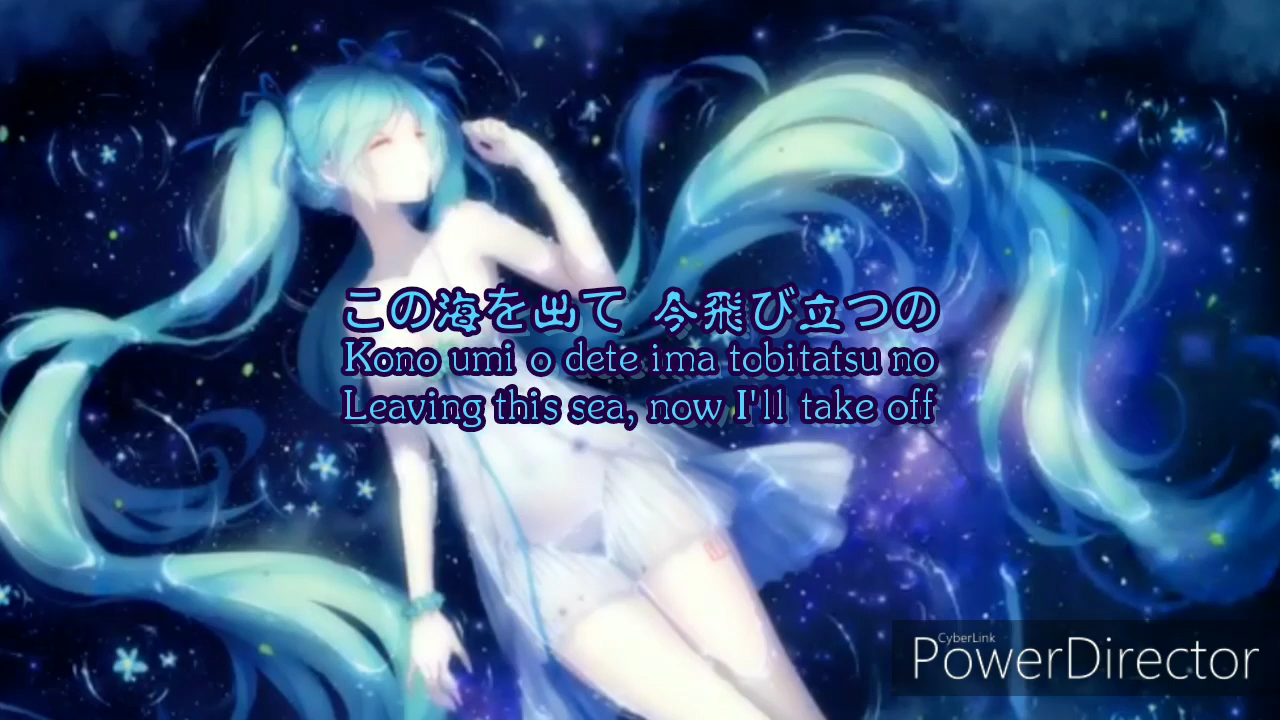 この海を出て 今飛び立つの
Kono umi o dete ima tobitatsu no
Leaving this sea, now I'll take off
CyberLink
PowerDirector